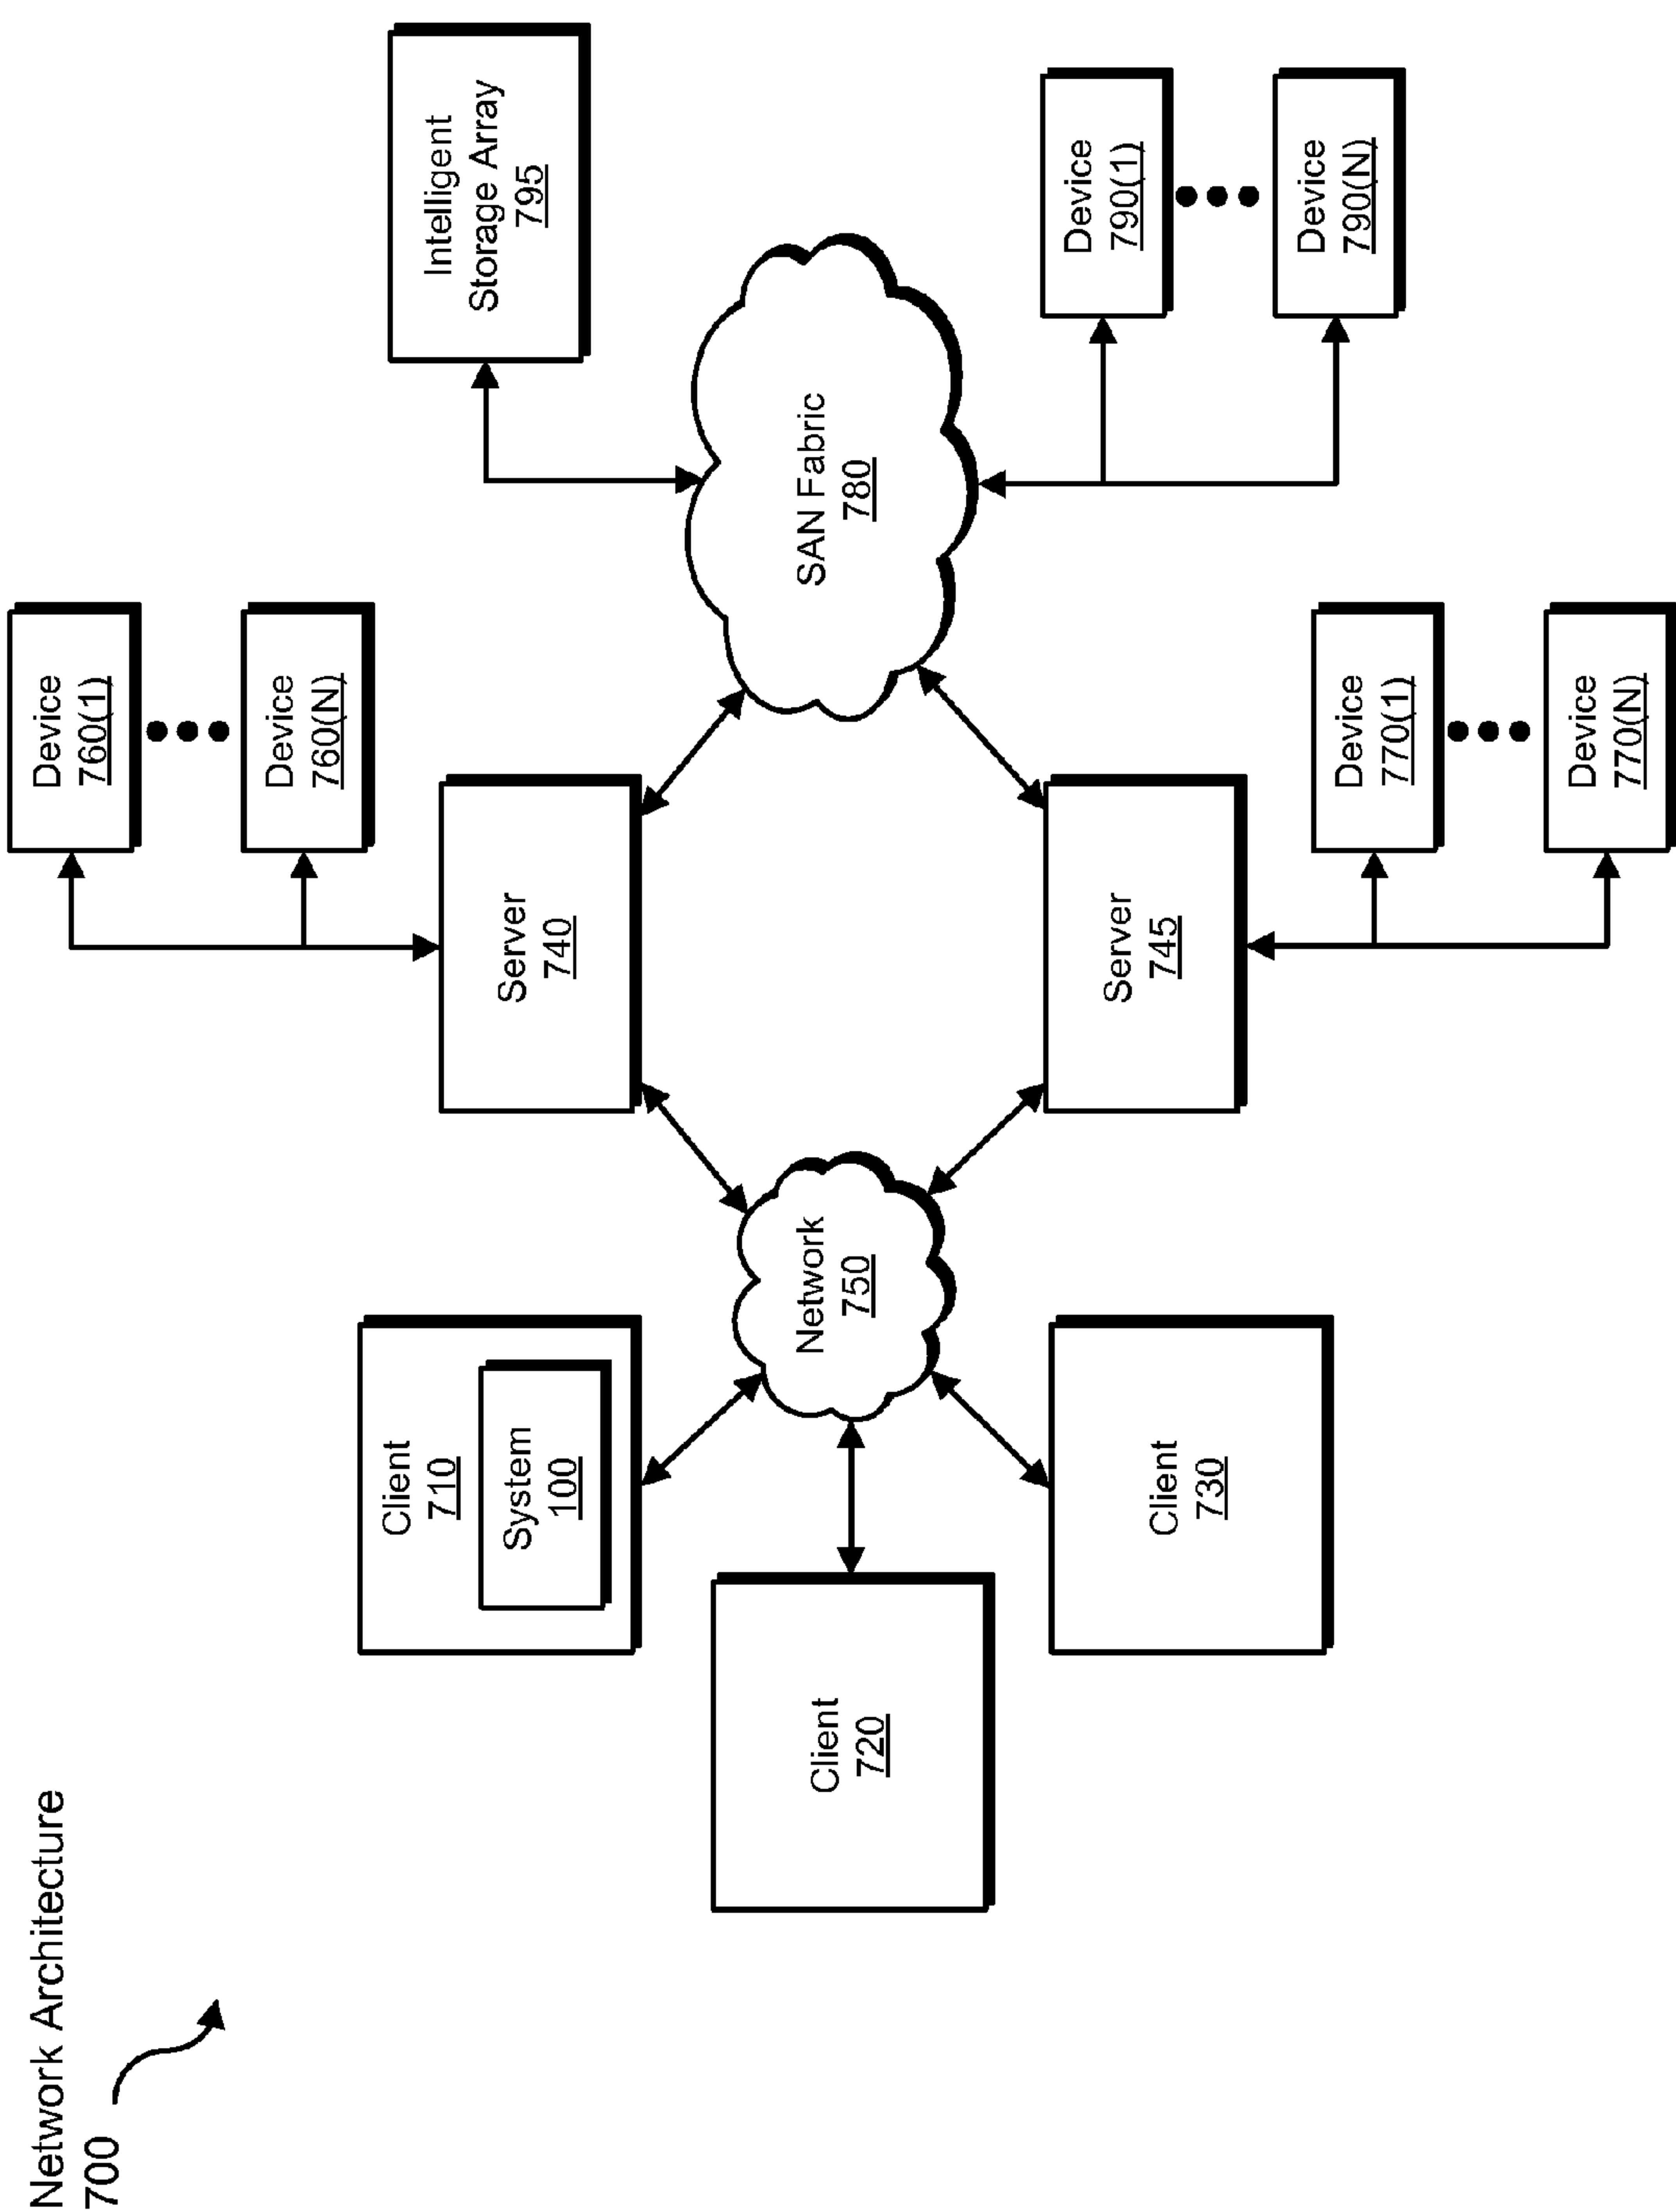 Network Architecture
700
Client
710
System
100
Client
720
Client
730
Network
750
Server
740
Server
745
Device
760(1)
Device
760(N)
Device
770(1)
Device
770(N)
SAN Fabric
780
Intelligent
Storage Array
795
Device
790(1)
Device
790(N)